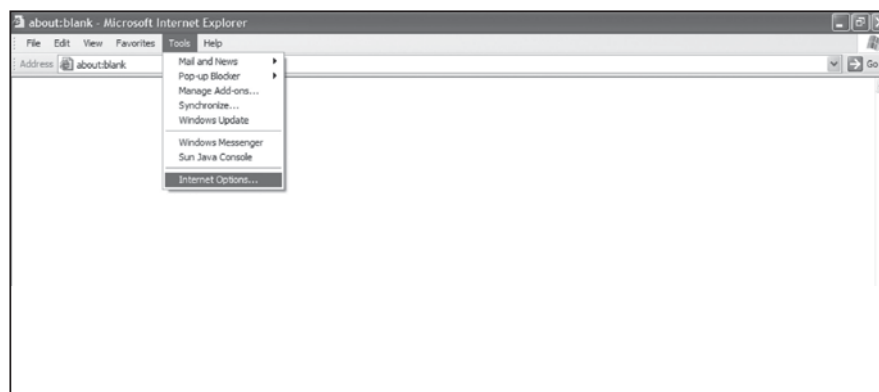 about:blank - Microsoft Internet Explorer
File Edit View Favorites Tools Help
Address about:blank Go
Mail and News
Pop-up Blocker
Manage Add-ons...
Synchronize...
Windows Update
Windows Messenger
Sun Java Console
Internet Options...